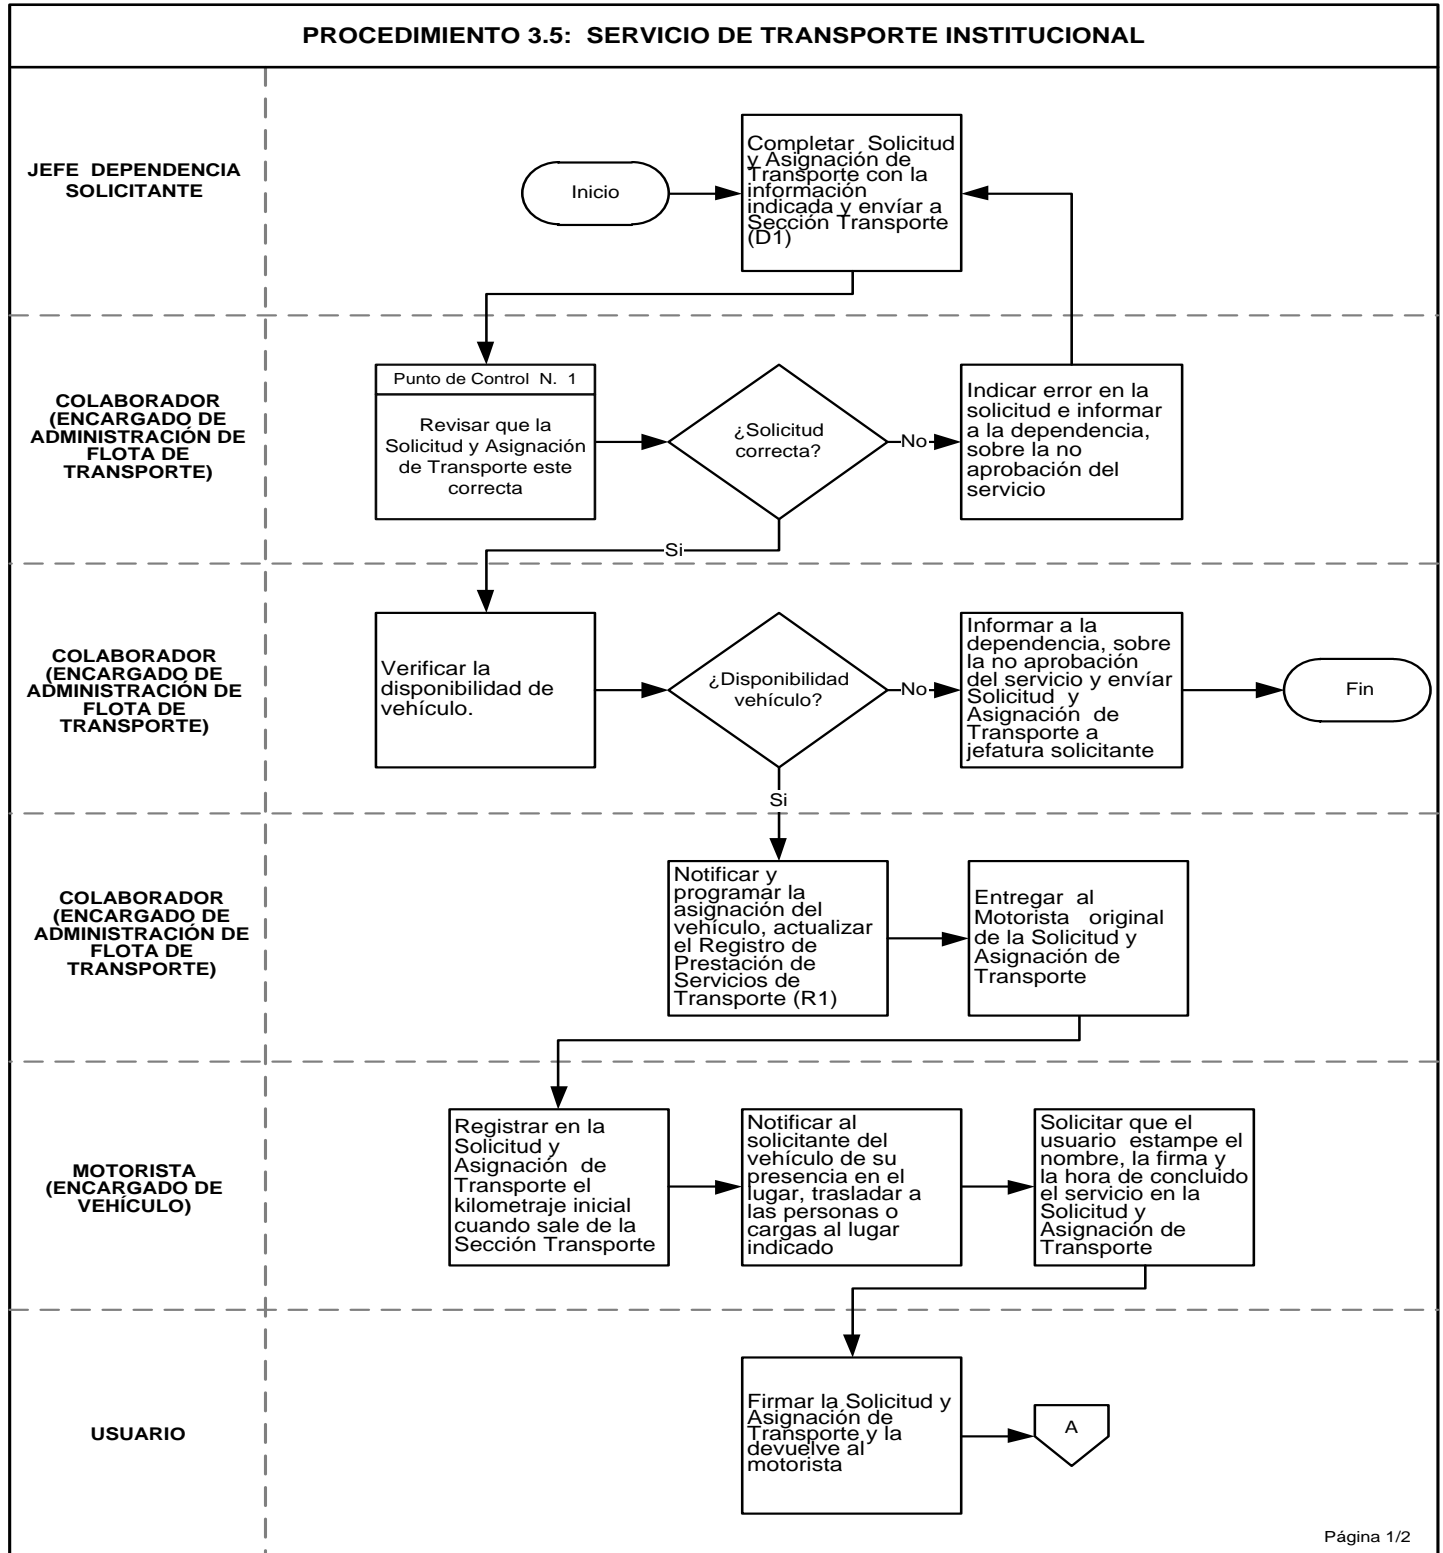 PROCEDIMIENTO 3.5:  SERVICIO DE TRANSPORTE INSTITUCIONAL
JEFE  DEPENDENCIA
SOLICITANTE
Inicio
Completar  Solicitud
y Asignación de
Transporte con la
información
indicada y envíar a
Sección Transporte
(D1)
COLABORADOR
(ENCARGADO DE
ADMINISTRACIÓN DE
FLOTA DE
TRANSPORTE)
Punto de Control  N.  1
Revisar que la
Solicitud y Asignación
de Transporte este
correcta
¿Solicitud
correcta?
No
Indicar error en la
solicitud e informar
a la dependencia,
sobre la no
aprobación del
servicio
Si
COLABORADOR
(ENCARGADO DE
ADMINISTRACIÓN DE
FLOTA DE
TRANSPORTE)
Verificar la
disponibilidad de
vehículo.
¿Disponibilidad
vehículo?
No
Informar a la
dependencia, sobre
la no aprobación
del servicio y envíar
Solicitud  y
Asignación  de
Transporte a
jefatura solicitante
Fin
Si
COLABORADOR
(ENCARGADO DE
ADMINISTRACIÓN DE
FLOTA DE
TRANSPORTE)
Notificar y
programar la
asignación del
vehículo, actualizar
el Registro de
Prestación de
Servicios de
Transporte (R1)
Entregar  al
Motorista  original
de la Solicitud y
Asignación de
Transporte
MOTORISTA
(ENCARGADO DE
VEHÍCULO)
Registrar en la
Solicitud y
Asignación  de
Transporte el
kilometraje inicial
cuando sale de la
Sección Transporte
Notificar al
solicitante del
vehículo de su
presencia en el
lugar, trasladar a
las personas o
cargas al lugar
indicado
Solicitar que el
usuario  estampe el
nombre, la firma y
la hora de concluido
el servicio en la
Solicitud y
Asignación de
Transporte
USUARIO
Firmar la Solicitud y
Asignación de
Transporte y la
devuelve al
motorista
A
Página 1/2